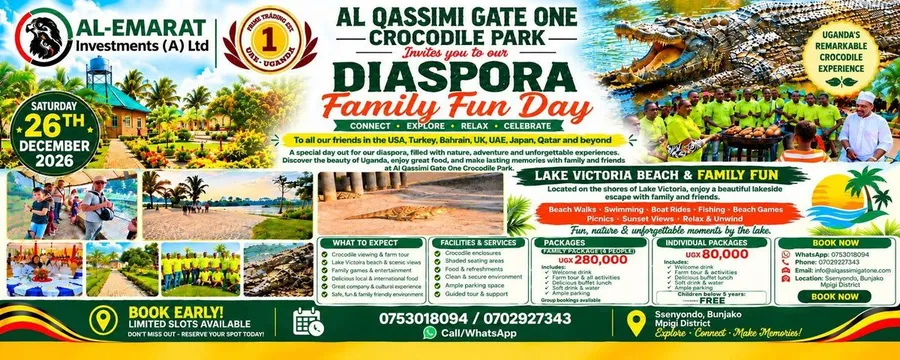 AL-EMARAT
Investments (A) Ltd
PRIME TRADING EST
1
UAE - UGANDA
SATURDAY
26TH
DECEMBER
2026
AL QASSIMI GATE ONE
CROCODILE PARK
Invites you to our
DIASPORA
Family Fun Day
CONNECT • EXPLORE • RELAX • CELEBRATE
To all our friends in the USA, Turkey, Bahrain, UK, UAE, Japan, Qatar and beyond
A special day out for our diaspora, filled with nature, adventure and unforgettable experiences.
Discover the beauty of Uganda, enjoy great food, and make lasting memories with family and friends
at Al Qassimi Gate One Crocodile Park.
UGANDA'S
REMARKABLE
CROCODILE
EXPERIENCE
LAKE VICTORIA BEACH & FAMILY FUN
Located on the shores of Lake Victoria, enjoy a beautiful lakeside
escape with family and friends.
Beach Walks • Swimming • Boat Rides • Fishing • Beach Games
Picnics • Sunset Views • Relax & Unwind
Fun, nature & unforgettable moments by the lake.
WHAT TO EXPECT
Crocodile viewing & farm tour
Lake Victoria beach & scenic views
Family games & entertainment
Delicious local & international food
Great company & cultural experience
Safe, fun & family friendly environment
FACILITIES & SERVICES
Crocodile enclosures
Shaded seating areas
Food & refreshments
Clean & secure environment
Ample parking space
Guided tour & support
PACKAGES
FAMILY PACKAGE (4 PEOPLE)
UGX 280,000
Includes:
Welcome drink
Farm tour & all activities
Delicious buffet lunch
Soft drink & water
Ample parking
Group bookings available
INDIVIDUAL PACKAGES
UGX 80,000
Includes:
Welcome drink
Farm tour & activities
Delicious buffet lunch
Soft drink & water
Ample parking
Children below 5 years:
FREE
BOOK NOW
WhatsApp: 0753018094
Phone: 07029227343
Email: info@alqassimigatone.com
Location: Ssenyondo, Bunjako
Mpigi District
BOOK NOW
BOOK EARLY!
LIMITED SLOTS AVAILABLE
DON'T MISS OUT - RESERVE YOUR SPOT TODAY!
0753018094 / 0702927343
Call/WhatsApp
Ssenyondo, Bunjako
Mpigi District
Explore • Connect • Make Memories!